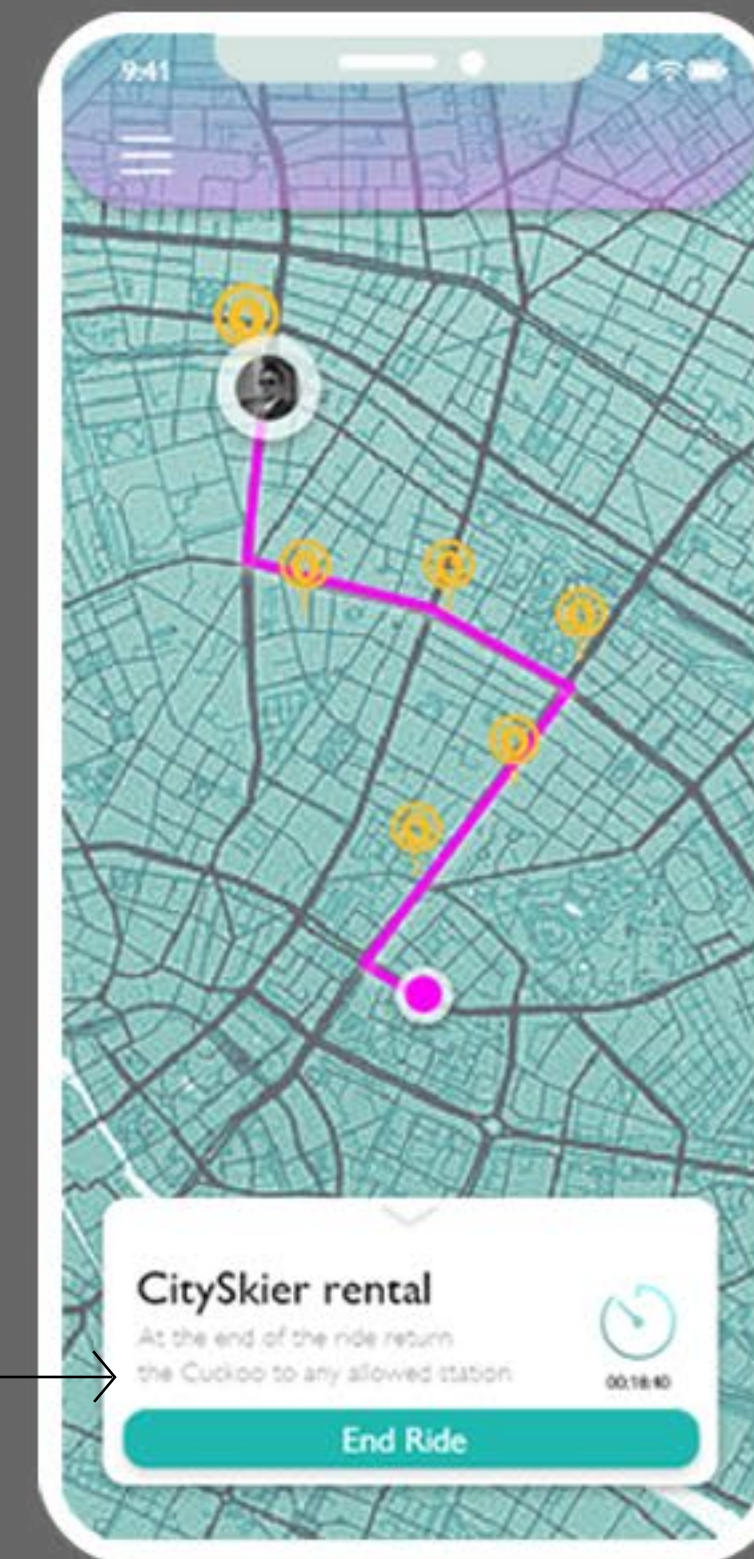 9:41
CitySkier rental
At the end of the ride return
the Cuckoo to any allowed station
00:18:40
End Ride